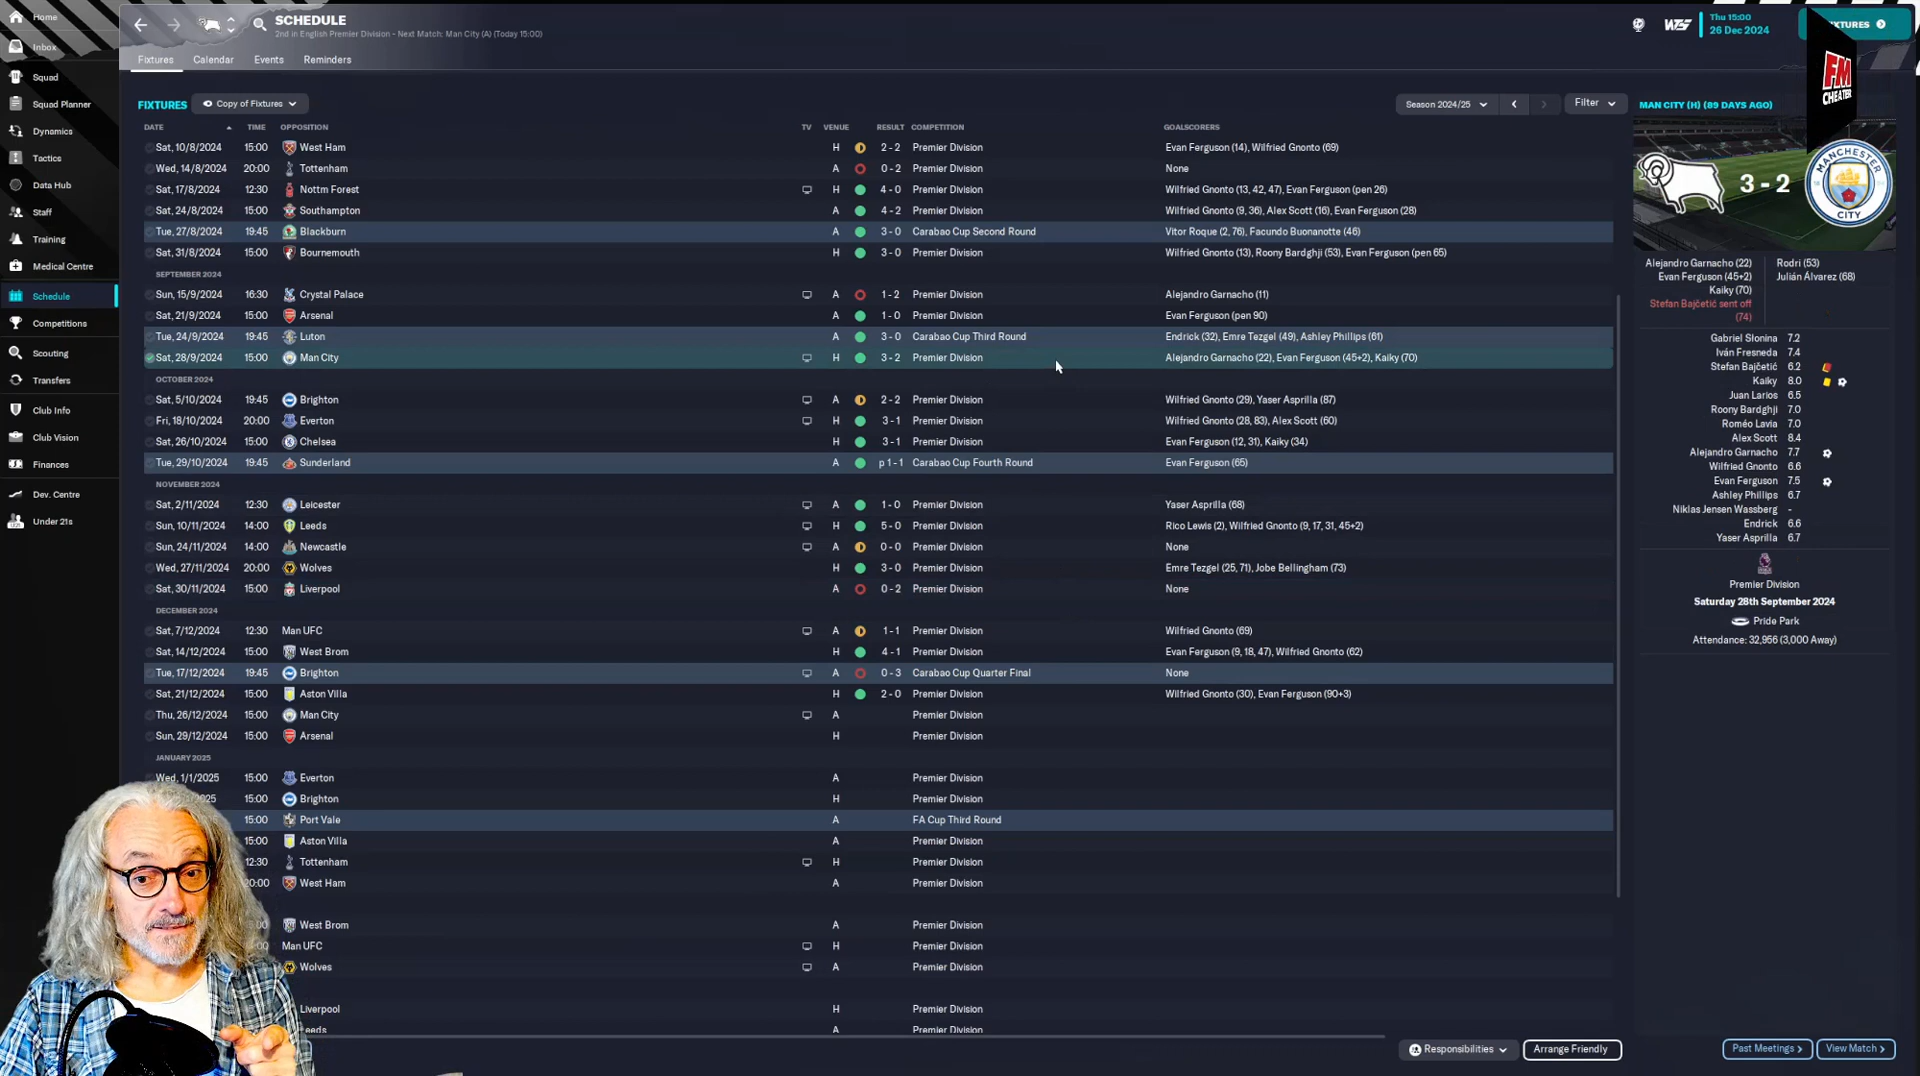 Home
Inbox
Squad
Squad Planner
Dynamics
Tactics
Data Hub
Staff
Training
Medical Centre
Schedule
Competitions
Scouting
Transfers
Club Info
Club Vision
Finances
Dev. Centre
Under 21s
SCHEDULE
2nd in English Premier Division - Next Match: Man City (A) (Today 15:00)
Thu 15:00
26 Dec 2024
FM CHEATER
Fixtures Calendar Events Reminders
FIXTURES Copy of Fixtures Season 2024/25 Filter
DATE TIME OPPOSITION TV VENUE RESULT COMPETITION GOALSCORERS
Sat, 10/8/2024 15:00 West Ham H 2 - 2 Premier Division Evan Ferguson (14), Wilfried Gnonto (69)
Wed, 14/8/2024 20:00 Tottenham A 0 - 2 Premier Division None
Sat, 17/8/2024 12:30 Nottm Forest H 4 - 0 Premier Division Wilfried Gnonto (13, 42, 47), Evan Ferguson (pen 26)
Sat, 24/8/2024 15:00 Southampton A 4 - 2 Premier Division Wilfried Gnonto (9, 36), Alex Scott (16), Evan Ferguson (28)
Tue, 27/8/2024 19:45 Blackburn A 3 - 0 Carabao Cup Second Round Vitor Roque (2, 76), Facundo Buonanotte (46)
Sat, 31/8/2024 15:00 Bournemouth H 3 - 0 Premier Division Wilfried Gnonto (13), Roony Bardghji (53), Evan Ferguson (pen 65)
SEPTEMBER 2024
Sun, 15/9/2024 16:30 Crystal Palace A 1 - 2 Premier Division Alejandro Garnacho (11)
Sat, 21/9/2024 15:00 Arsenal A 1 - 0 Premier Division Evan Ferguson (pen 90)
Tue, 24/9/2024 19:45 Luton A 3 - 0 Carabao Cup Third Round Endrick (32), Emre Tezgel (49), Ashley Phillips (61)
Sat, 28/9/2024 15:00 Man City H 3 - 2 Premier Division Alejandro Garnacho (22), Evan Ferguson (45+2), Kaiky (70)
OCTOBER 2024
Sat, 5/10/2024 19:45 Brighton A 2 - 2 Premier Division Wilfried Gnonto (29), Yaser Asprilla (87)
Fri, 18/10/2024 20:00 Everton H 3 - 1 Premier Division Wilfried Gnonto (28, 83), Alex Scott (60)
Sat, 26/10/2024 15:00 Chelsea H 3 - 1 Premier Division Evan Ferguson (12, 31), Kaiky (34)
Tue, 29/10/2024 19:45 Sunderland A p 1 - 1 Carabao Cup Fourth Round Evan Ferguson (65)
NOVEMBER 2024
Sat, 2/11/2024 12:30 Leicester A 1 - 0 Premier Division Yaser Asprilla (68)
Sun, 10/11/2024 14:00 Leeds H 5 - 0 Premier Division Rico Lewis (2), Wilfried Gnonto (9, 17, 31, 45+2)
Sun, 24/11/2024 14:00 Newcastle A 0 - 0 Premier Division None
Wed, 27/11/2024 20:00 Wolves H 3 - 0 Premier Division Emre Tezgel (25, 71), Jobe Bellingham (73)
Sat, 30/11/2024 15:00 Liverpool A 0 - 2 Premier Division None
DECEMBER 2024
Sat, 7/12/2024 12:30 Man UFC A 1 - 1 Premier Division Wilfried Gnonto (69)
Sat, 14/12/2024 15:00 West Brom H 4 - 1 Premier Division Evan Ferguson (9, 18, 47), Wilfried Gnonto (62)
Tue, 17/12/2024 19:45 Brighton A 0 - 3 Carabao Cup Quarter Final None
Sat, 21/12/2024 15:00 Aston Villa H 2 - 0 Premier Division Wilfried Gnonto (30), Evan Ferguson (90+3)
Thu, 26/12/2024 15:00 Man City A Premier Division
Sun, 29/12/2024 15:00 Arsenal H Premier Division
JANUARY 2025
Wed, 1/1/2025 15:00 Everton A Premier Division
15:00 Brighton H Premier Division
15:00 Port Vale A FA Cup Third Round
15:00 Aston Villa A Premier Division
12:30 Tottenham H Premier Division
West Ham A Premier Division
West Brom A Premier Division
Man UFC H Premier Division
Wolves A Premier Division
Liverpool H Premier Division
A Premier Division
Responsibilities Arrange Friendly
MAN CITY (H) (89 DAYS AGO)
3 - 2
MANCHESTER CITY
Alejandro Garnacho (22) Rodri (53)
Evan Ferguson (45+2) Julián Álvarez (68)
Kaiky (70)
Stefan Bajčetić sent off
(74)
Gabriel Slonina 7.2
Iván Fresneda 7.4
Stefan Bajčetić 6.2
Kaiky 8.0
Juan Larios 6.5
Roony Bardghji 7.0
Roméo Lavia 7.0
Alex Scott 8.4
Alejandro Garnacho 7.7
Wilfried Gnonto 6.6
Evan Ferguson 7.5
Ashley Phillips 6.7
Niklas Jensen Wassberg -
Endrick 6.6
Yaser Asprilla 6.7
Premier Division
Saturday 28th September 2024
Pride Park
Attendance: 32,956 (3,000 Away)
Past Meetings > View Match >